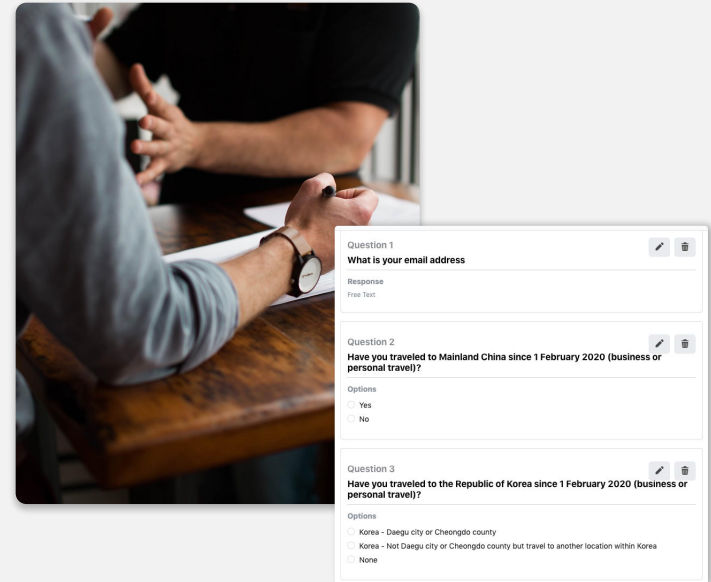 Question 1
What is your email address
Response
Free Text
Question 2
Have you traveled to Mainland China since 1 February 2020 (business or
personal travel)?
Options
Yes
No
Question 3
Have you traveled to the Republic of Korea since 1 February 2020 (business or
personal travel)?
Options
Korea - Daegu city or Cheongdo county
Korea - Not Daegu city or Cheongdo county but travel to another location within Korea
None